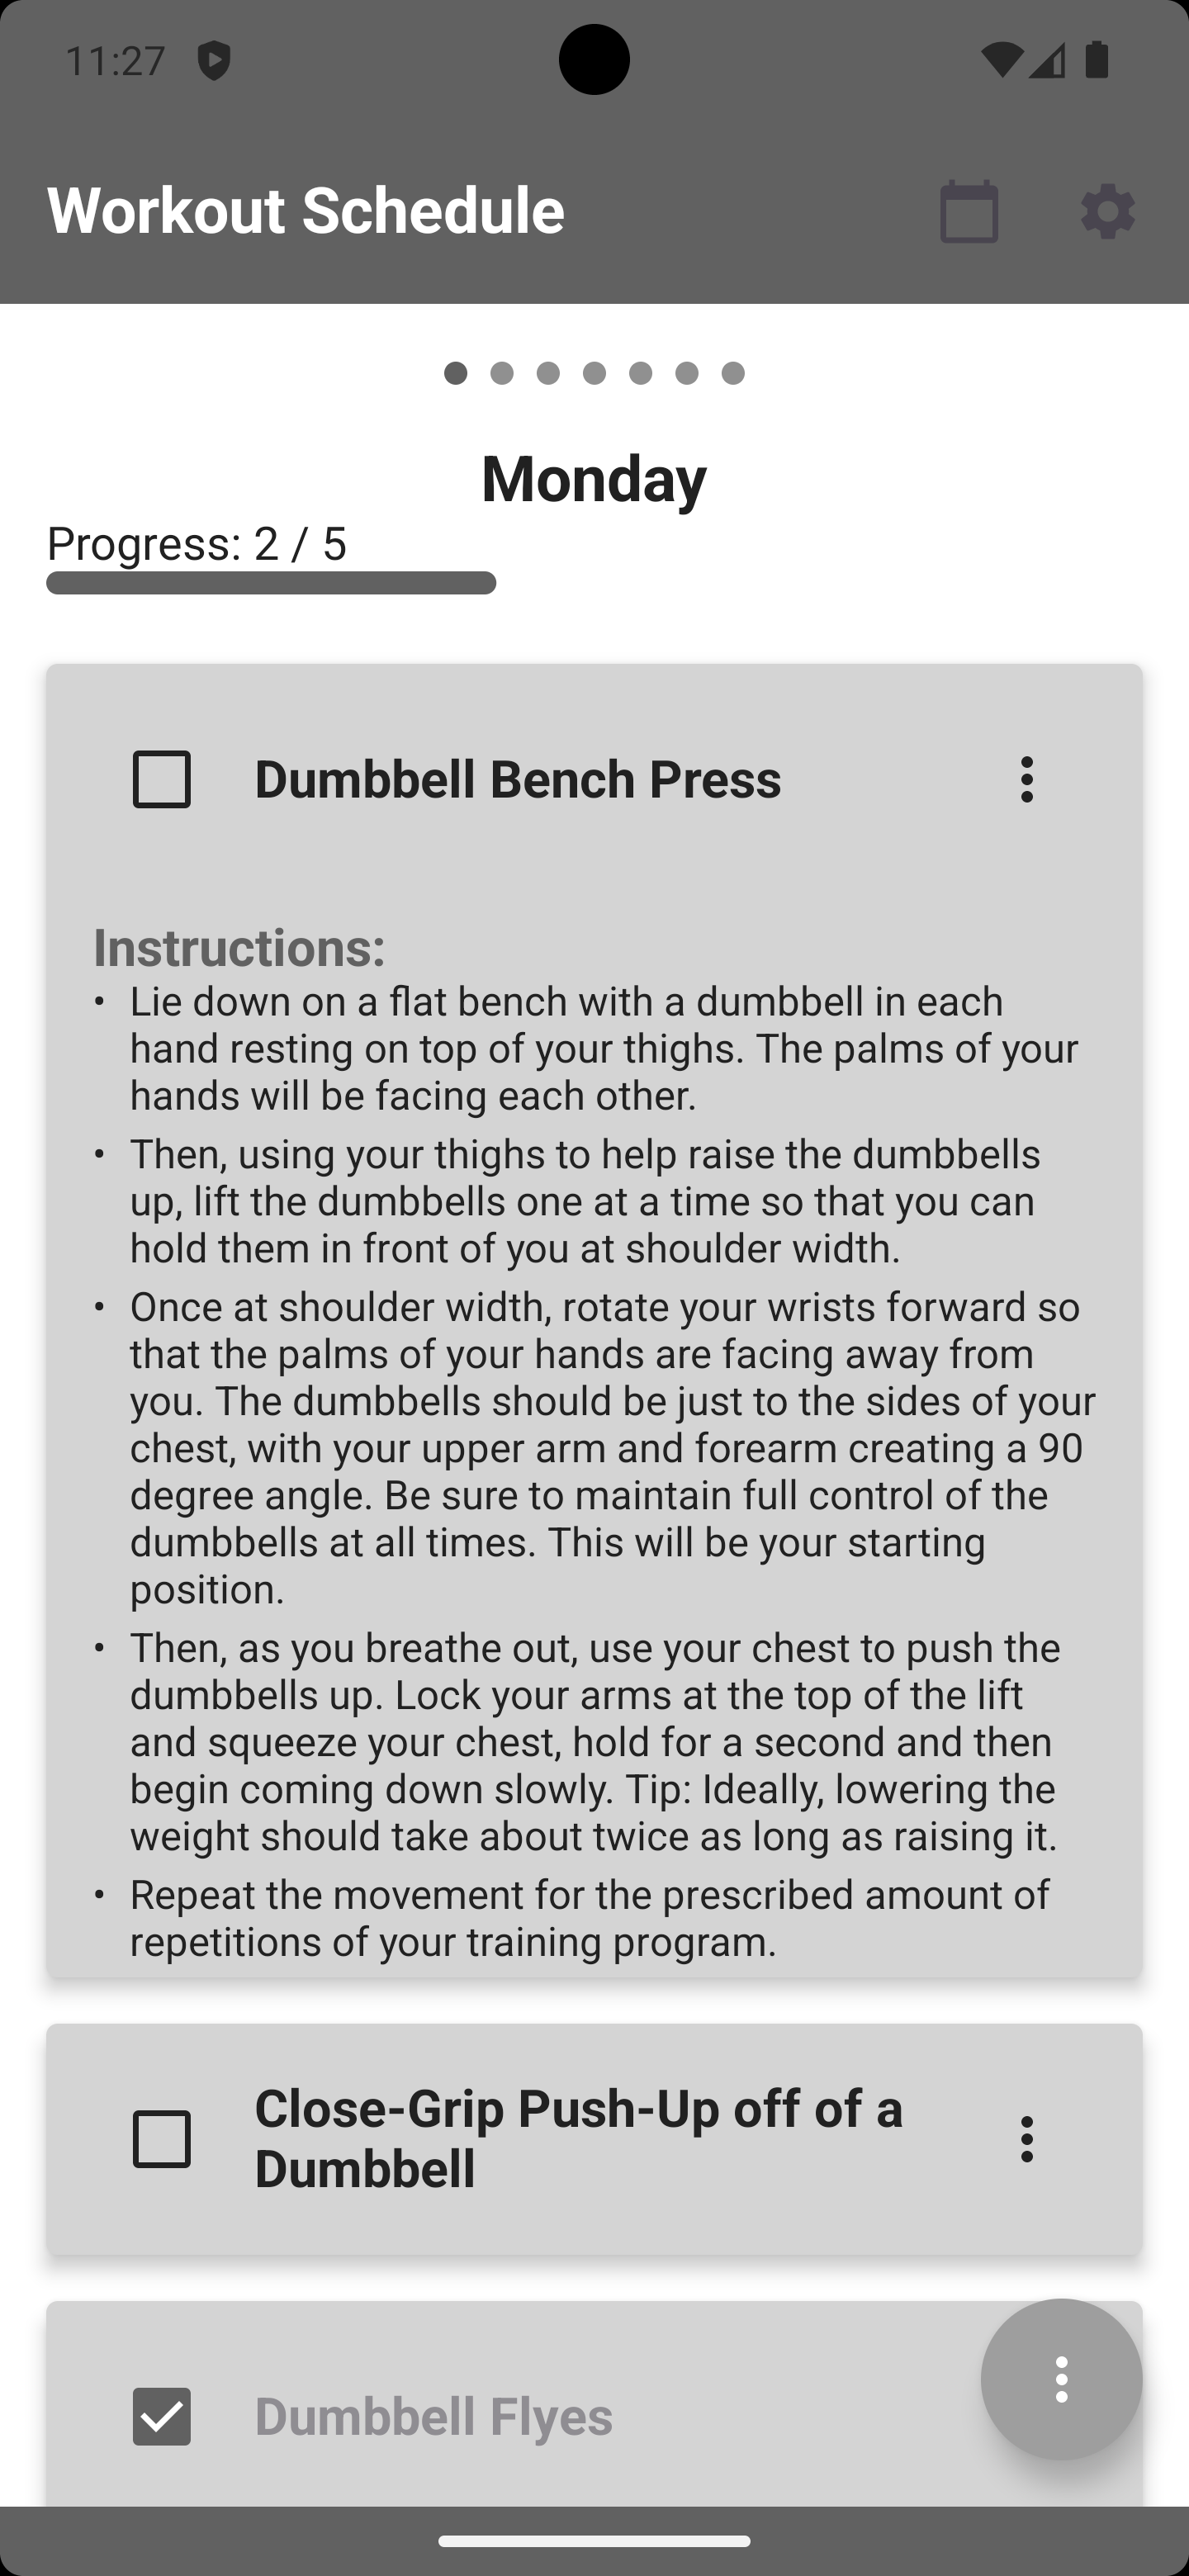 11:27
Workout Schedule
Monday
Progress: 2 / 5
Dumbbell Bench Press
Instructions:
• Lie down on a flat bench with a dumbbell in each
hand resting on top of your thighs. The palms of your
hands will be facing each other.
• Then, using your thighs to help raise the dumbbells
up, lift the dumbbells one at a time so that you can
hold them in front of you at shoulder width.
• Once at shoulder width, rotate your wrists forward so
that the palms of your hands are facing away from
you. The dumbbells should be just to the sides of your
chest, with your upper arm and forearm creating a 90
degree angle. Be sure to maintain full control of the
dumbbells at all times. This will be your starting
position.
• Then, as you breathe out, use your chest to push the
dumbbells up. Lock your arms at the top of the lift
and squeeze your chest, hold for a second and then
begin coming down slowly. Tip: Ideally, lowering the
weight should take about twice as long as raising it.
• Repeat the movement for the prescribed amount of
repetitions of your training program.
Close-Grip Push-Up off of a
Dumbbell
Dumbbell Flyes